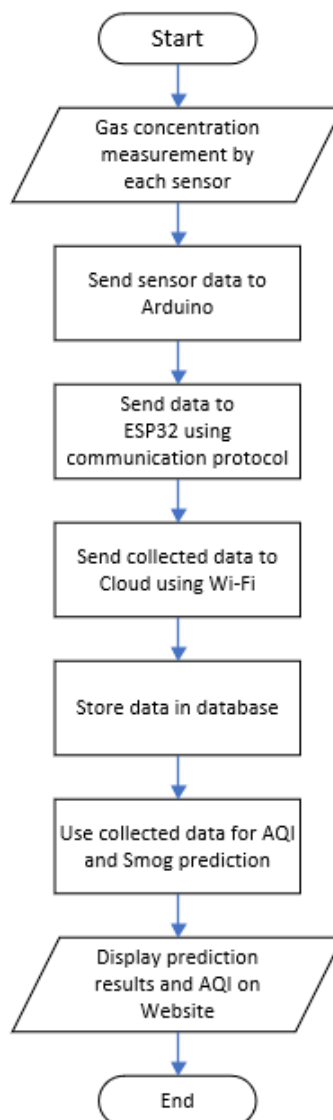 Start
Gas concentration
measurement by
each sensor
Send sensor data to
Arduino
Send data to
ESP32 using
communication protocol
Send collected data to
Cloud using Wi-Fi
Store data in database
Use collected data for AQI
and Smog prediction
Display prediction
results and AQI on
Website
End